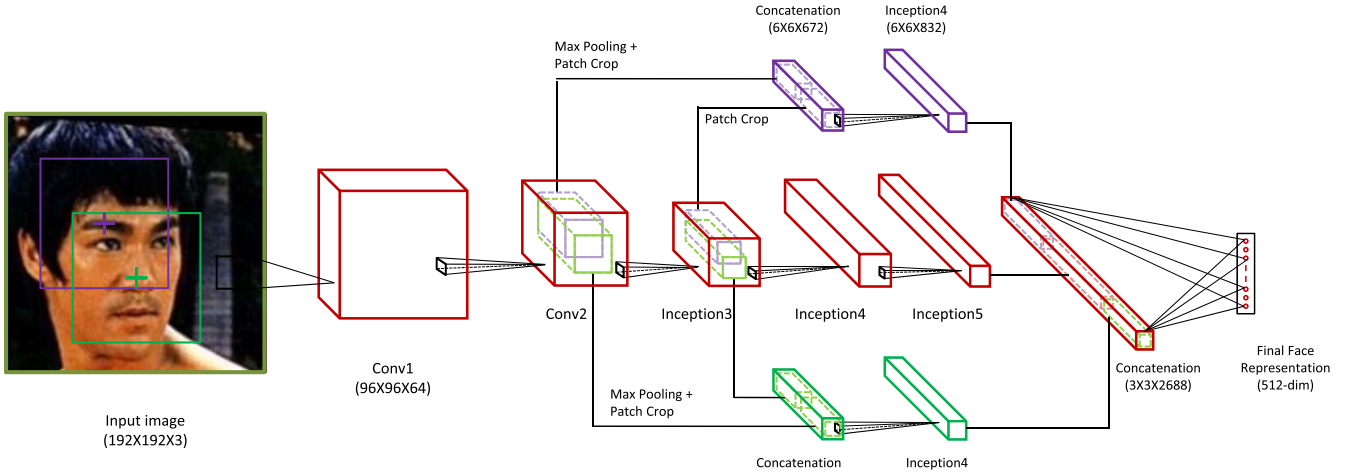 Concatenation
(6X6X672)
Inception4
(6X6X832)
Max Pooling +
Patch Crop
Patch Crop
Conv2
Inception3
Inception4
Inception5
Conv1
(96X96X64)
Input image
(192X192X3)
Max Pooling +
Patch Crop
Concatenation
(3X3X2688)
Final Face
Representation
(512-dim)
Concatenation
Inception4